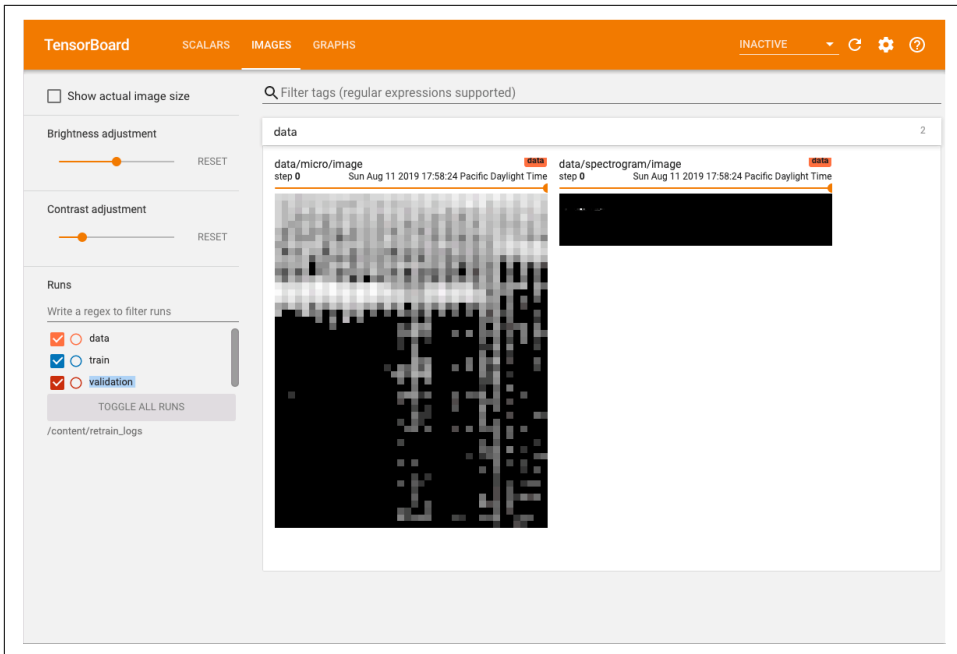 TensorBoard SCALARS IMAGES GRAPHS INACTIVE
Show actual image size
Filter tags (regular expressions supported)
Brightness adjustment
RESET
data 2
data/micro/image data
step 0 Sun Aug 11 2019 17:58:24 Pacific Daylight Time
data/spectrogram/image data
step 0 Sun Aug 11 2019 17:58:24 Pacific Daylight Time
Contrast adjustment
RESET
Runs
Write a regex to filter runs
data
train
validation
TOGGLE ALL RUNS
/content/retrain_logs